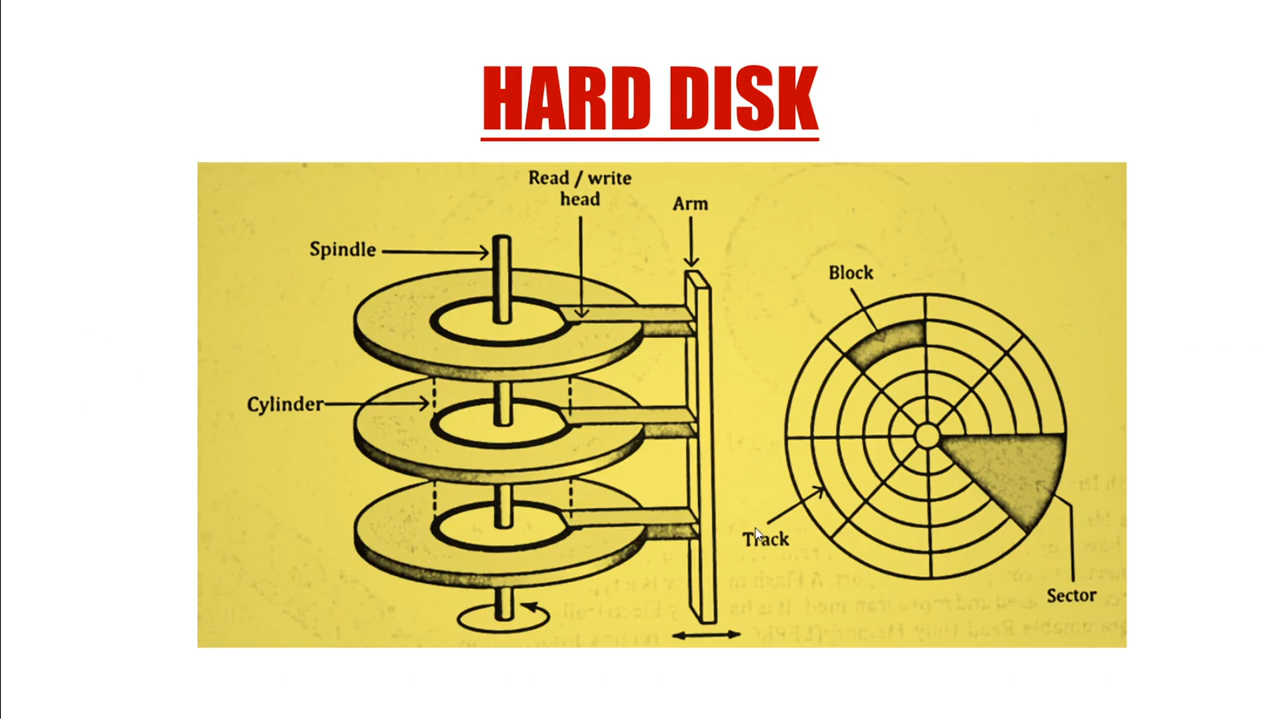 HARD DISK
Read / write
head
Arm
Spindle
Block
Cylinder
Track
Sector